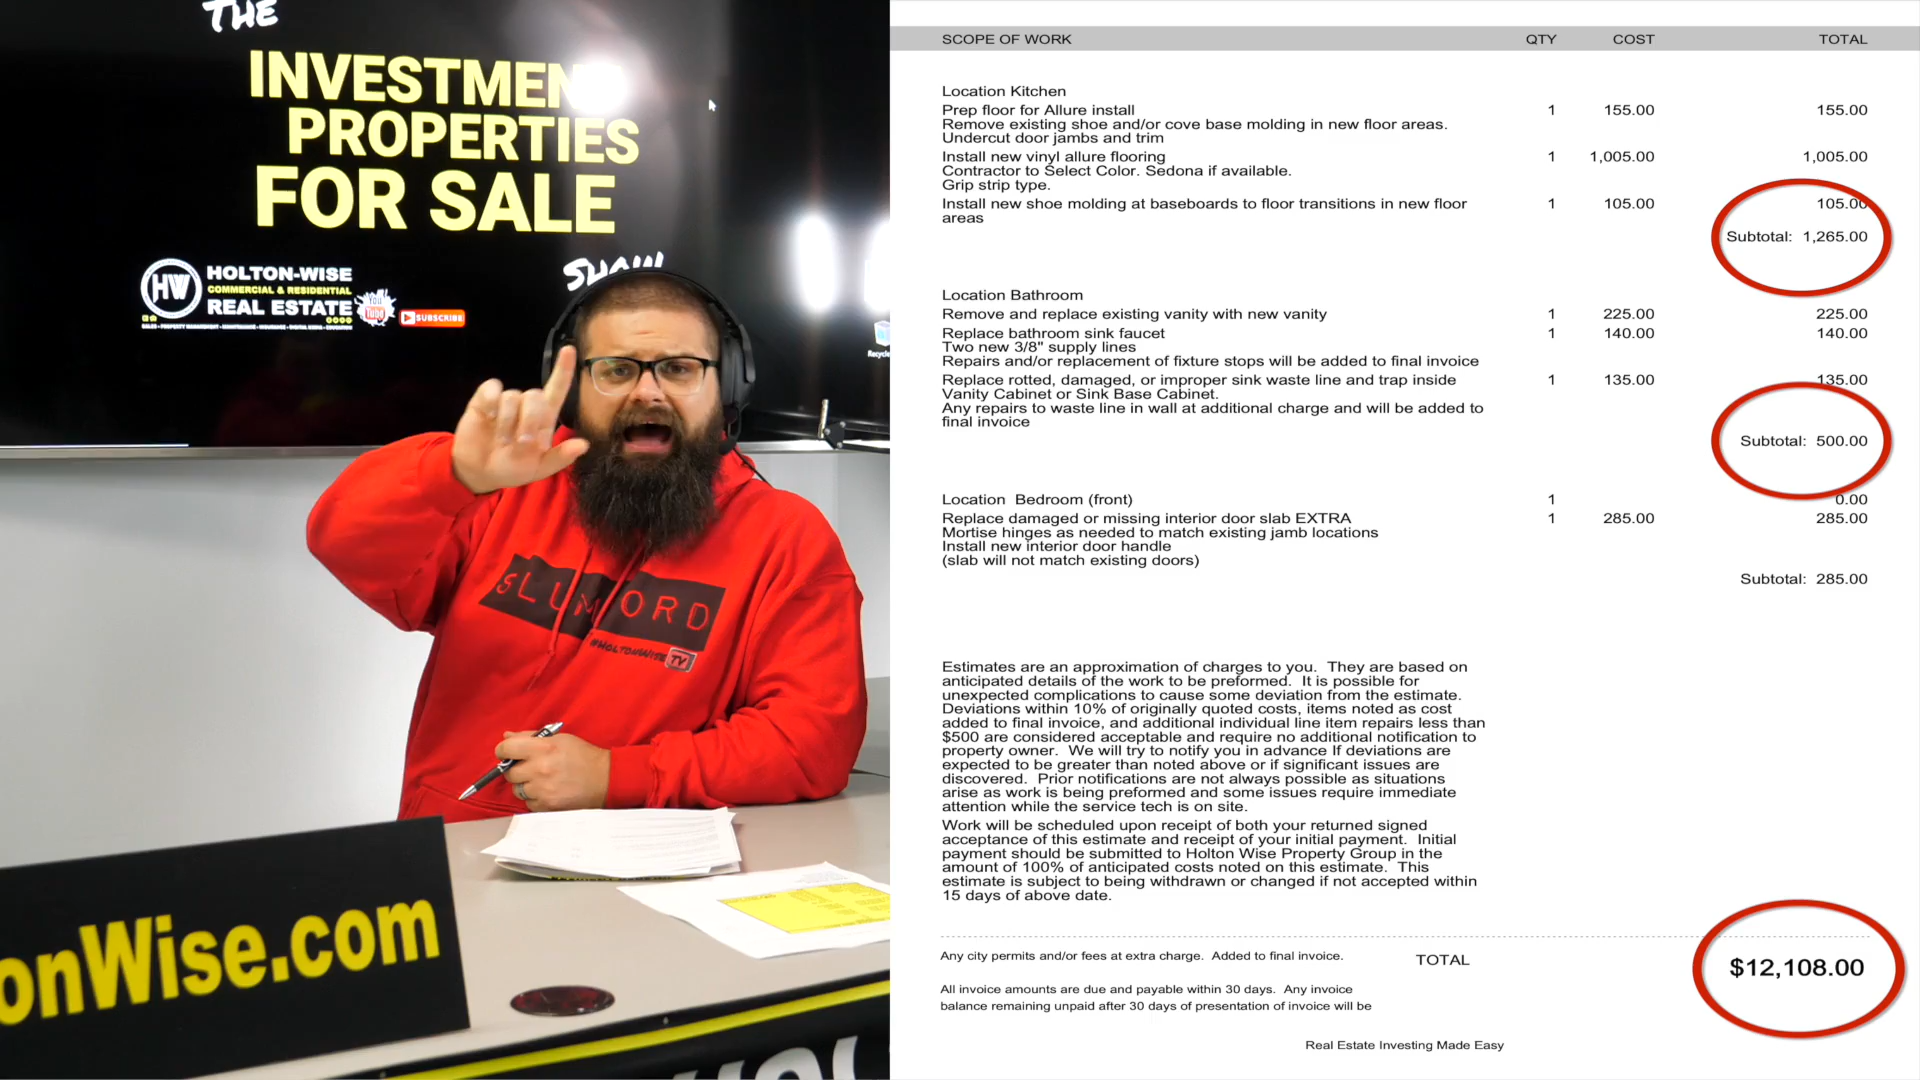 THE
INVESTMENT
PROPERTIES
FOR SALE
SHOW
HW
HOLTON-WISE
COMMERCIAL & RESIDENTIAL
REAL ESTATE
SALES • PROPERTY MANAGEMENT • MAINTENANCE • INSURANCE • DIGITAL MEDIA • EDUCATION
You
Tube
SUBSCRIBE
Recycle
SLUMLORD
#HOLTONWISE TV
onWise.com
SCOPE OF WORK QTY COST TOTAL
Location Kitchen
Prep floor for Allure install 1 155.00 155.00
Remove existing shoe and/or cove base molding in new floor areas.
Undercut door jambs and trim
Install new vinyl allure flooring 1 1,005.00 1,005.00
Contractor to Select Color. Sedona if available.
Grip strip type.
Install new shoe molding at baseboards to floor transitions in new floor 1 105.00 105.00
areas
Subtotal: 1,265.00
Location Bathroom
Remove and replace existing vanity with new vanity 1 225.00 225.00
Replace bathroom sink faucet 1 140.00 140.00
Two new 3/8" supply lines
Repairs and/or replacement of fixture stops will be added to final invoice
Replace rotted, damaged, or improper sink waste line and trap inside 1 135.00 135.00
Vanity Cabinet or Sink Base Cabinet.
Any repairs to waste line in wall at additional charge and will be added to
final invoice
Subtotal: 500.00
Location Bedroom (front) 1 0.00
Replace damaged or missing interior door slab EXTRA 1 285.00 285.00
Mortise hinges as needed to match existing jamb locations
Install new interior door handle
(slab will not match existing doors)
Subtotal: 285.00
Estimates are an approximation of charges to you. They are based on
anticipated details of the work to be preformed. It is possible for
unexpected complications to cause some deviation from the estimate.
Deviations within 10% of originally quoted costs, items noted as cost
added to final invoice, and additional individual line item repairs less than
$500 are considered acceptable and require no additional notification to
property owner. We will try to notify you in advance If deviations are
expected to be greater than noted above or if significant issues are
discovered. Prior notifications are not always possible as situations
arise as work is being preformed and some issues require immediate
attention while the service tech is on site.
Work will be scheduled upon receipt of both your returned signed
acceptance of this estimate and receipt of your initial payment. Initial
payment should be submitted to Holton Wise Property Group in the
amount of 100% of anticipated costs noted on this estimate. This
estimate is subject to being withdrawn or changed if not accepted within
15 days of above date.
Any city permits and/or fees at extra charge. Added to final invoice. TOTAL $12,108.00
All invoice amounts are due and payable within 30 days. Any invoice
balance remaining unpaid after 30 days of presentation of invoice will be
Real Estate Investing Made Easy